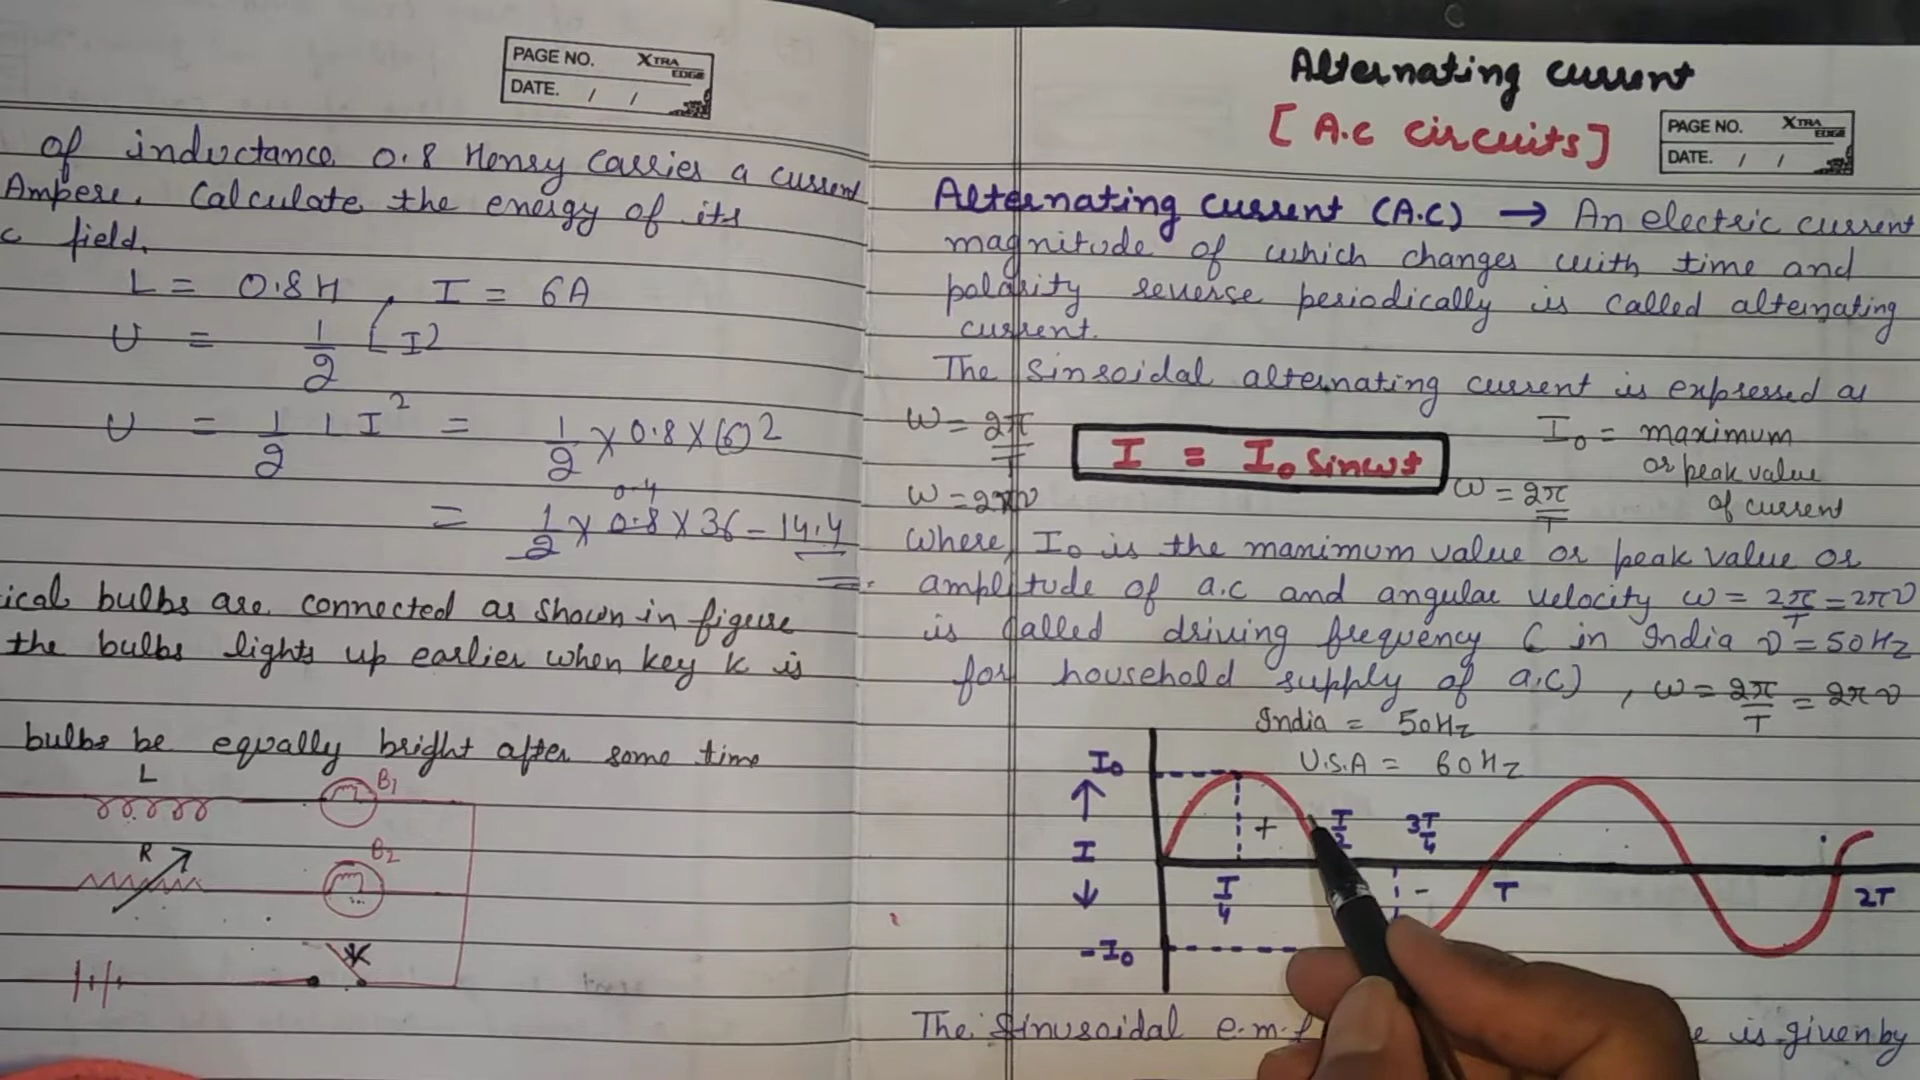 PAGE NO. XTRA EDGE
DATE. / /
of inductance 0.8 Henry carries a current
Ampere. Calculate the energy of its
c field.
L = 0.8H , I = 6A
U = 1/2 L I2
U = 1/2 L I² = 1/2 × 0.8 × (6)2
0.4
= 1/2 × 0.8 × 36 = 14.4
ical bulbs are connected as shown in figure
the bulbs lights up earlier when key K is
bulbs be equally bright after some time
L
B1
R
B2
K
Alternating current
[ A.C circuits ]
PAGE NO. XTRA EDGE
DATE. / /
Alternating current (A.C) → An electric current
magnitude of which changes with time and
polarity reverse periodically is called alternating
current.
The sinsoidal alternating current is expressed as
ω = 2π/T
I = I₀ sinωt
I₀ = maximum
or peak value
of current
ω = 2πν
ω = 2π/T
Where, I₀ is the manimum value or peak value or
amplitude of a.c and angular velocity ω = 2π/T = 2πν
is called driving frequency ( in India ν = 50Hz
for household supply of a.c) , ω = 2π/T = 2πν
India = 50Hz
U.S.A = 60Hz
I₀
↑
I
↓
-I₀
+
T/2
3T/4
T/4
-
T
2T
The sinusoidal e.m.f
e is given by